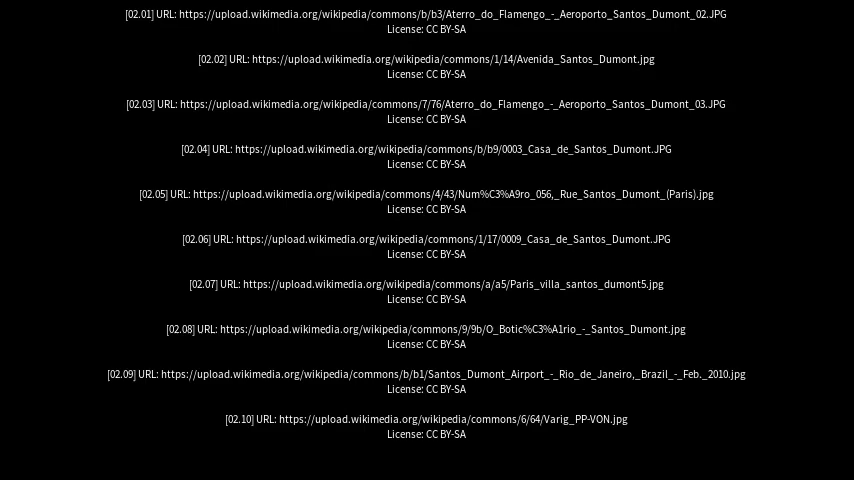 [02.01] URL: https://upload.wikimedia.org/wikipedia/commons/b/b3/Aterro_do_Flamengo_-_Aeroporto_Santos_Dumont_02.JPG
License: CC BY-SA
[02.02] URL: https://upload.wikimedia.org/wikipedia/commons/1/14/Avenida_Santos_Dumont.jpg
License: CC BY-SA
[02.03] URL: https://upload.wikimedia.org/wikipedia/commons/7/76/Aterro_do_Flamengo_-_Aeroporto_Santos_Dumont_03.JPG
License: CC BY-SA
[02.04] URL: https://upload.wikimedia.org/wikipedia/commons/b/b9/0003_Casa_de_Santos_Dumont.JPG
License: CC BY-SA
[02.05] URL: https://upload.wikimedia.org/wikipedia/commons/4/43/Num%C3%A9ro_056,_Rue_Santos_Dumont_(Paris).jpg
License: CC BY-SA
[02.06] URL: https://upload.wikimedia.org/wikipedia/commons/1/17/0009_Casa_de_Santos_Dumont.JPG
License: CC BY-SA
[02.07] URL: https://upload.wikimedia.org/wikipedia/commons/a/a5/Paris_villa_santos_dumont5.jpg
License: CC BY-SA
[02.08] URL: https://upload.wikimedia.org/wikipedia/commons/9/9b/O_Botic%C3%A1rio_-_Santos_Dumont.jpg
License: CC BY-SA
[02.09] URL: https://upload.wikimedia.org/wikipedia/commons/b/b1/Santos_Dumont_Airport_-_Rio_de_Janeiro,_Brazil_-_Feb._2010.jpg
License: CC BY-SA
[02.10] URL: https://upload.wikimedia.org/wikipedia/commons/6/64/Varig_PP-VON.jpg
License: CC BY-SA